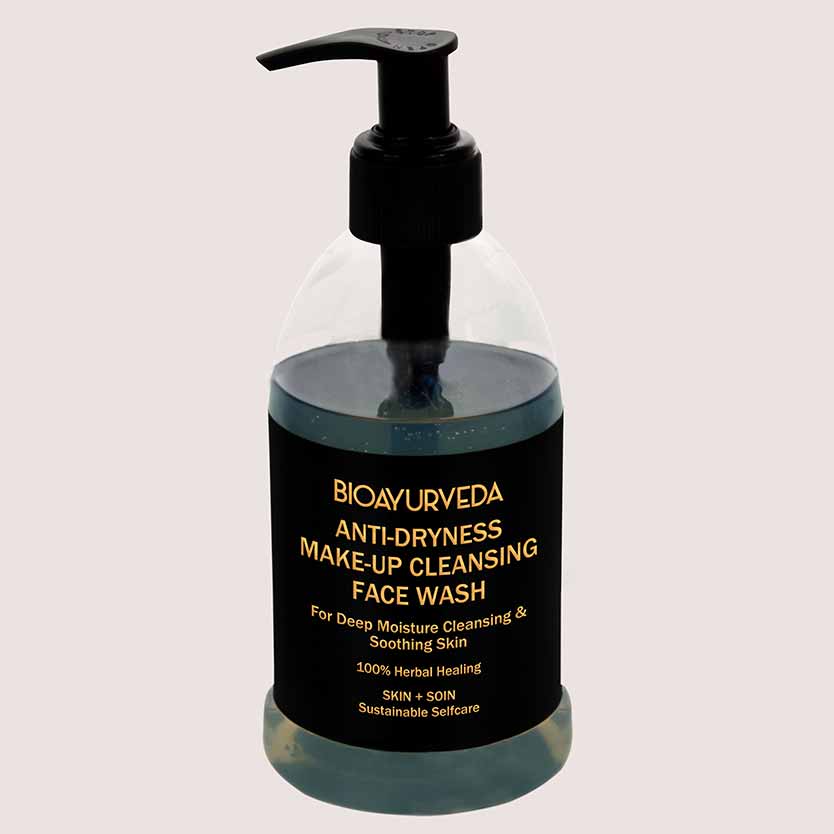 BIOAYURVEDA
ANTI-DRYNESS
MAKE-UP CLEANSING
FACE WASH
For Deep Moisture Cleansing &
Soothing Skin
100% Herbal Healing
SKIN + SOIN
Sustainable Selfcare